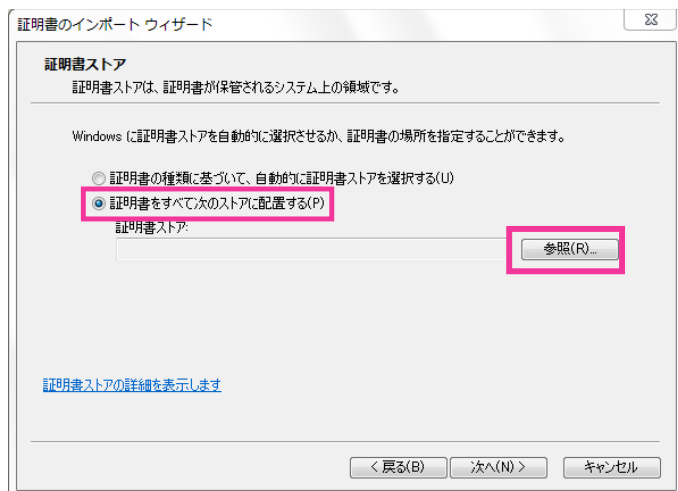 証明書のインポート ウィザード
証明書ストア
証明書ストアは、証明書が保管されるシステム上の領域です。
Windows に証明書ストアを自動的に選択させるか、証明書の場所を指定することができます。
証明書の種類に基づいて、自動的に証明書ストアを選択する(U)
証明書をすべて次のストアに配置する(P)
証明書ストア:
参照(R)...
証明書ストアの詳細を表示します
< 戻る(B) 次へ(N) > キャンセル